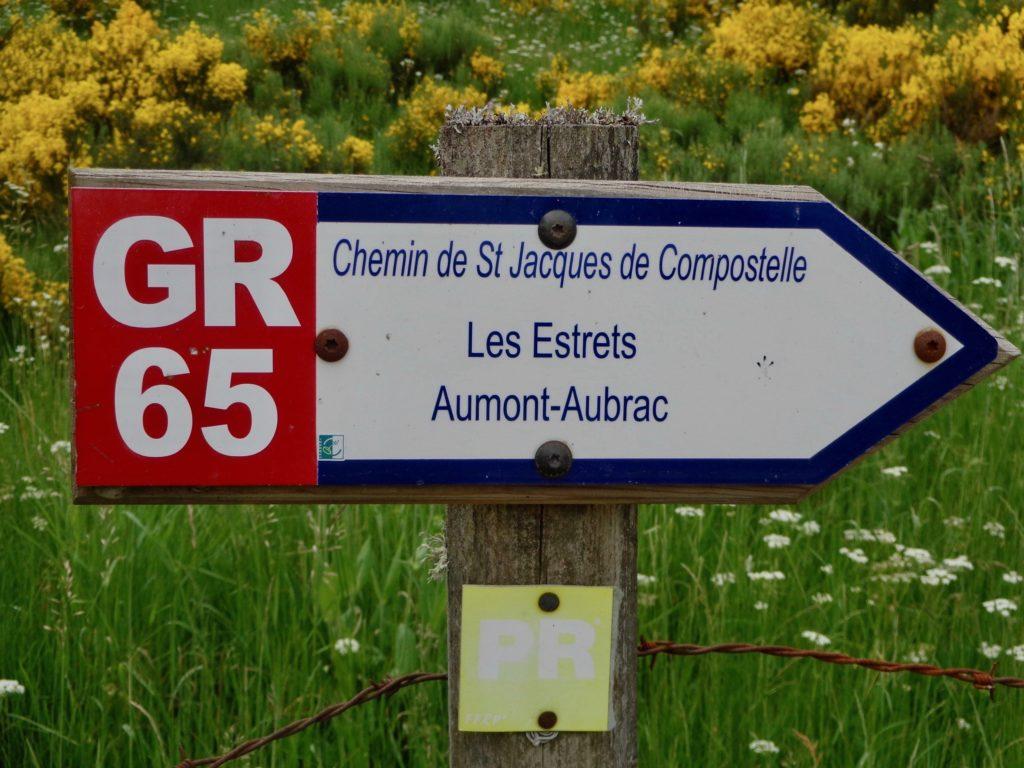 GR
65
Chemin de St Jacques de Compostelle
Les Estrets
Aumont-Aubrac
PR